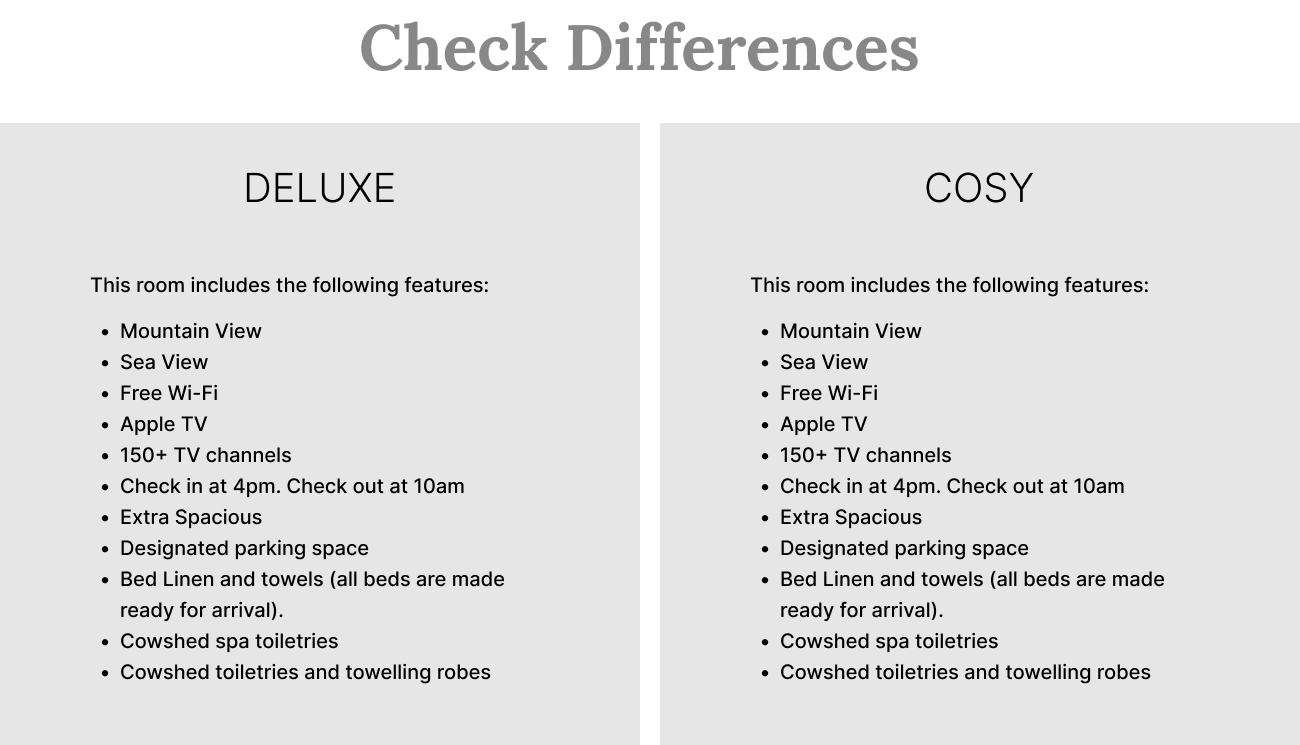 Check Differences
DELUXE
This room includes the following features:
• Mountain View
• Sea View
• Free Wi-Fi
• Apple TV
• 150+ TV channels
• Check in at 4pm. Check out at 10am
• Extra Spacious
• Designated parking space
• Bed Linen and towels (all beds are made
ready for arrival).
• Cowshed spa toiletries
• Cowshed toiletries and towelling robes
COSY
This room includes the following features:
• Mountain View
• Sea View
• Free Wi-Fi
• Apple TV
• 150+ TV channels
• Check in at 4pm. Check out at 10am
• Extra Spacious
• Designated parking space
• Bed Linen and towels (all beds are made
ready for arrival).
• Cowshed spa toiletries
• Cowshed toiletries and towelling robes